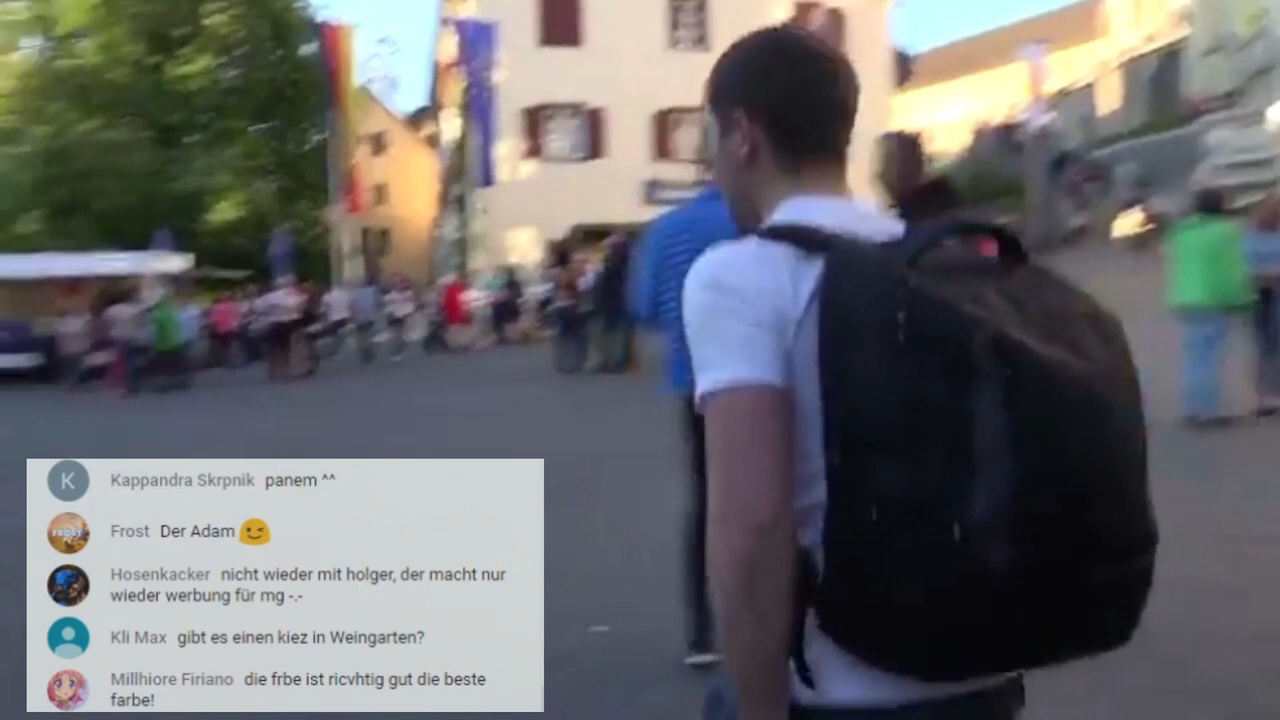 K
Kappandra Skrpnik panem ^^
FROST
Frost Der Adam 😉
Hosenkacker nicht wieder mit holger, der macht nur
wieder werbung für mg -.-
Kli Max gibt es einen kiez in Weingarten?
Millhiore Firiano die frbe ist ricvhtig gut die beste
farbe!